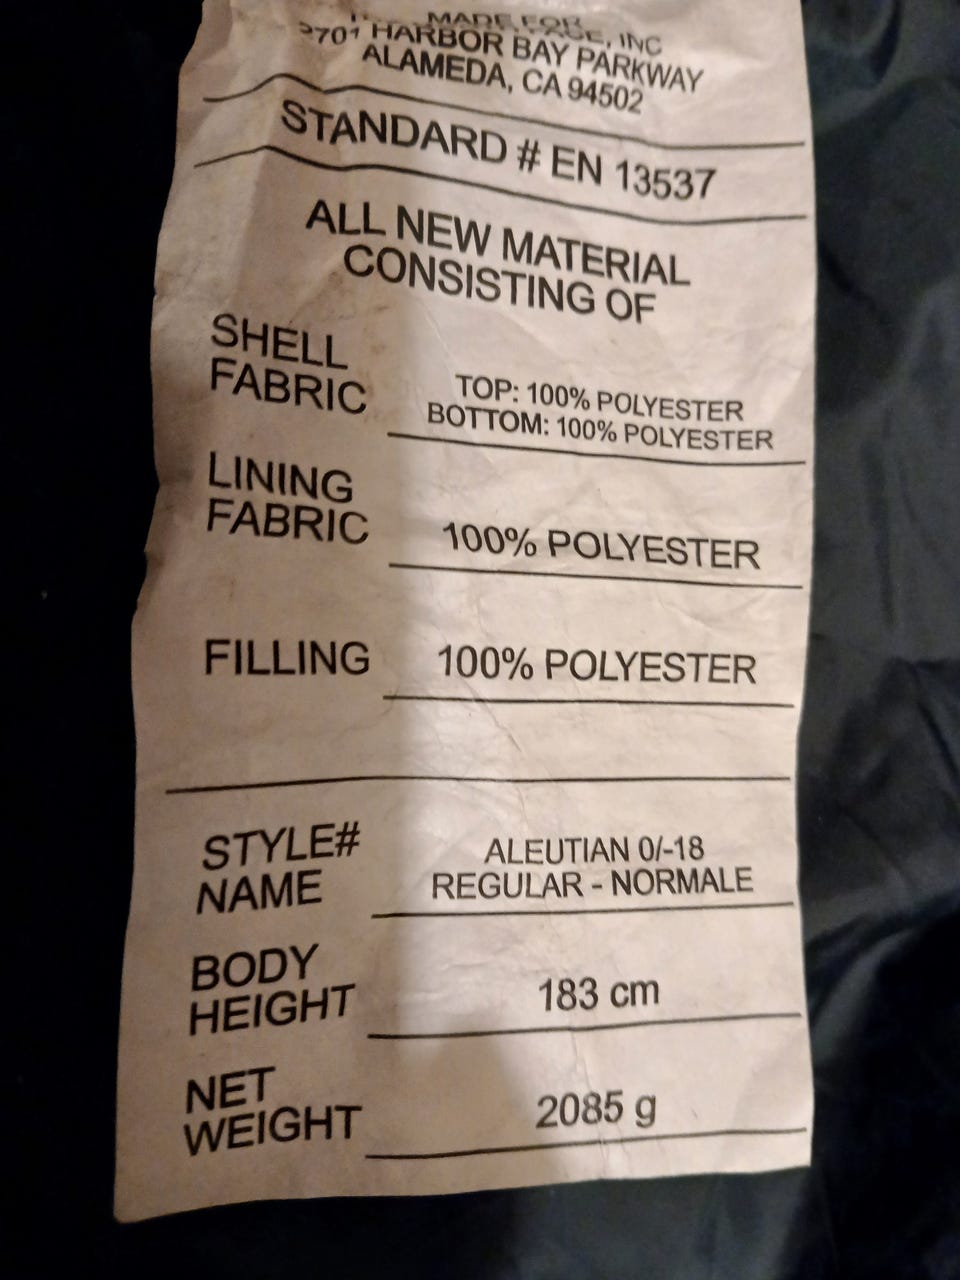 MADE FOR
INC
2701 HARBOR BAY PARKWAY
ALAMEDA, CA 94502
STANDARD # EN 13537
ALL NEW MATERIAL
CONSISTING OF
SHELL
FABRIC
TOP: 100% POLYESTER
BOTTOM: 100% POLYESTER
LINING
FABRIC
100% POLYESTER
FILLING
100% POLYESTER
STYLE#
NAME
ALEUTIAN 0/-18
REGULAR - NORMALE
BODY
HEIGHT
183 cm
NET
WEIGHT
2085 g